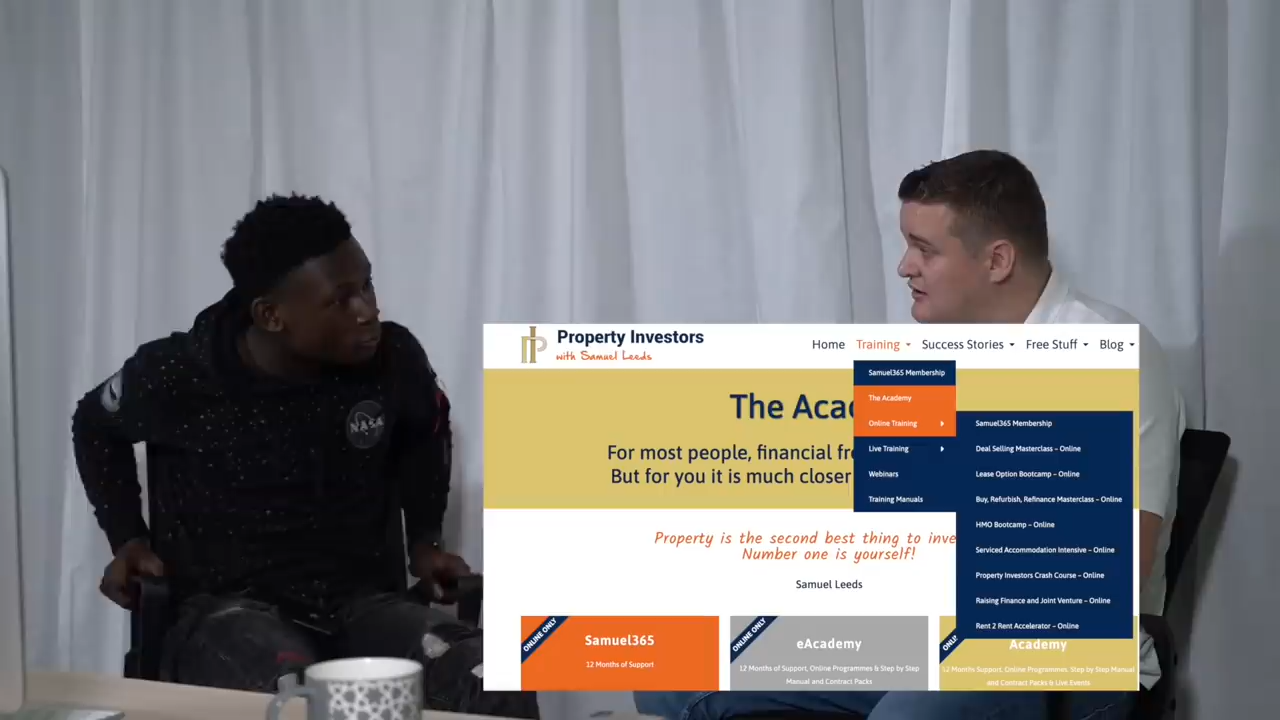 NASA
Property Investors
with Samuel Leeds
Home
Training
Success Stories
Free Stuff
Blog
Samuel365 Membership
The Academy
Online Training
Live Training
Webinars
Training Manuals
Samuel365 Membership
Deal Selling Masterclass – Online
Lease Option Bootcamp – Online
Buy, Refurbish, Refinance Masterclass – Online
HMO Bootcamp – Online
Serviced Accommodation Intensive – Online
Property Investors Crash Course – Online
Raising Finance and Joint Venture – Online
Rent 2 Rent Accelerator – Online
The Aca
For most people, financial fr
But for you it is much closer
Property is the second best thing to inve
Number one is yourself!
Samuel Leeds
ONLINE ONLY
Samuel365
12 Months of Support
ONLINE ONLY
eAcademy
12 Months of Support, Online Programmes & Step by Step
Manual and Contract Packs
Academy
12 Months Support, Online Programmes, Step by Step Manual
and Contract Packs & Live Events